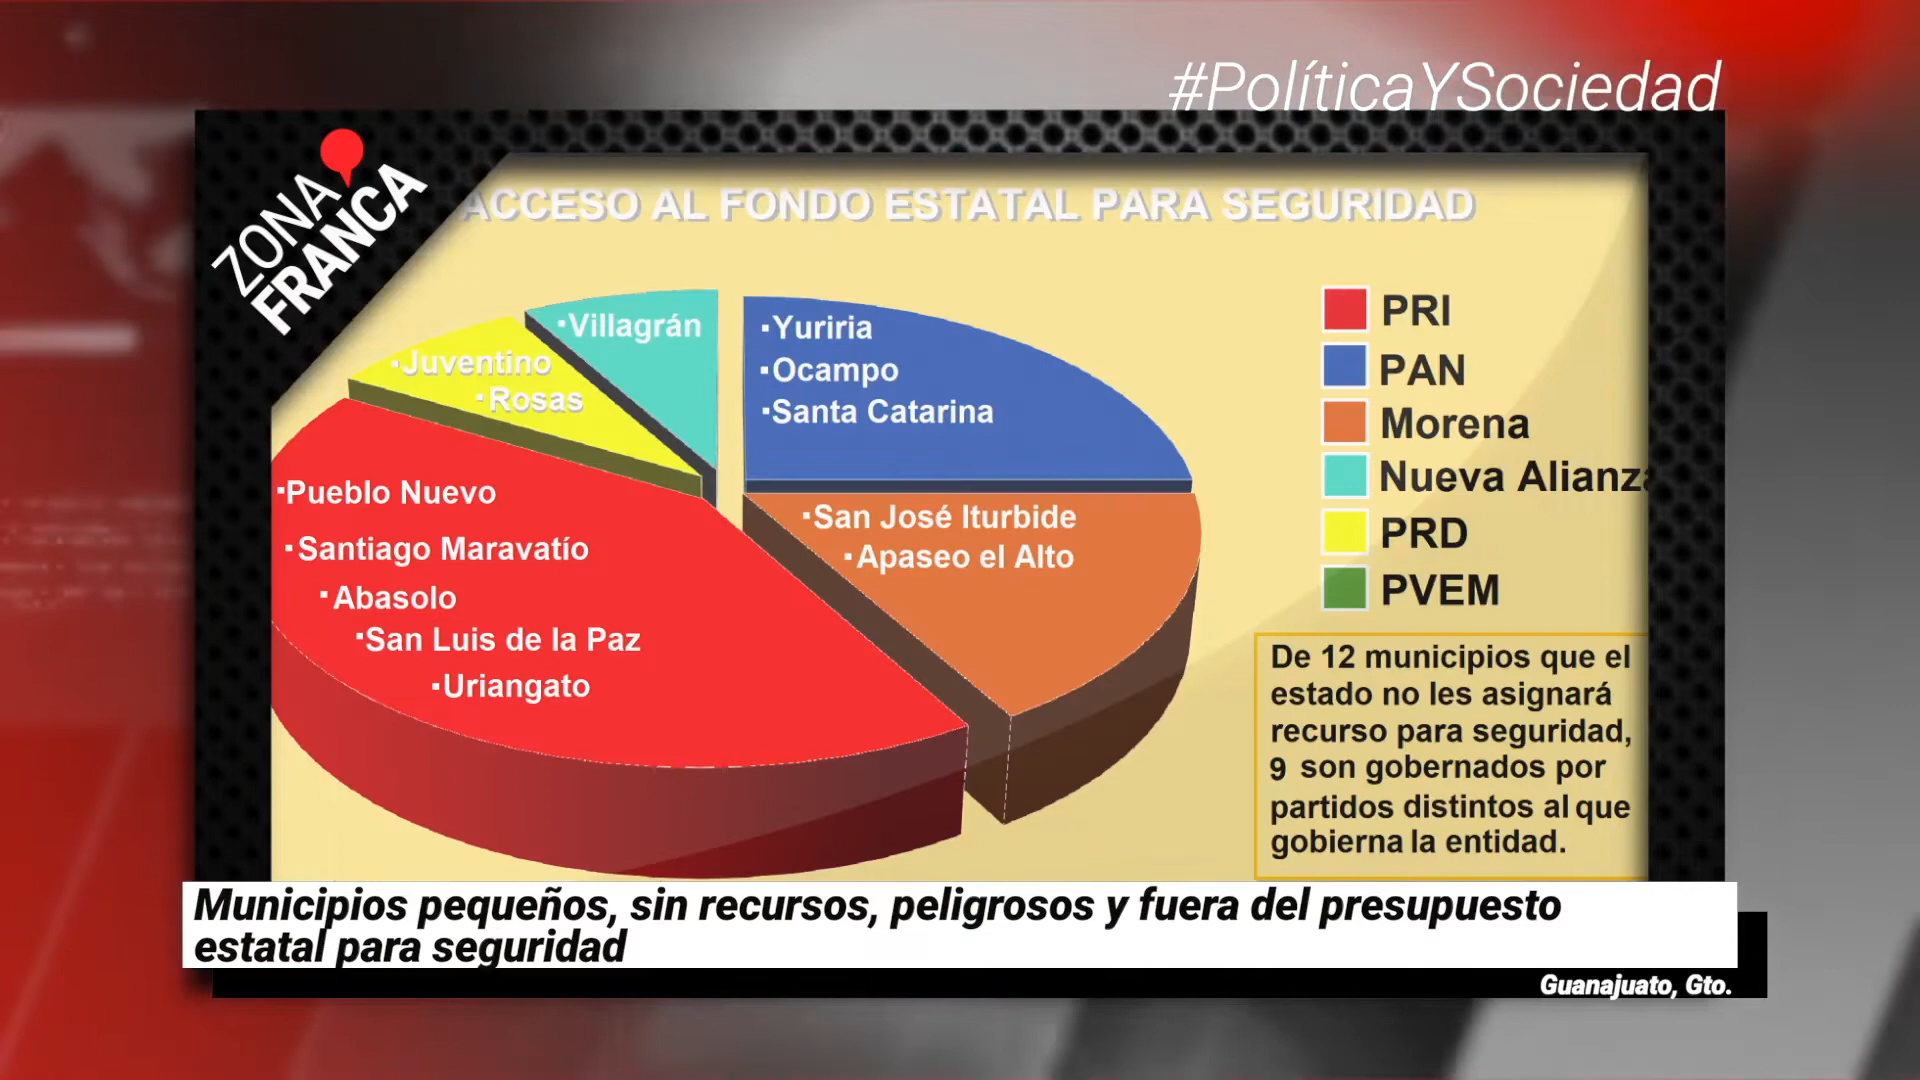 #PolíticaYSociedad
ZONA
FRANCA
ACCESO AL FONDO ESTATAL PARA SEGURIDAD
▪Villagrán
▪Juventino
▪Rosas
▪Yuriria
▪Ocampo
▪Santa Catarina
▪Pueblo Nuevo
▪Santiago Maravatío
▪Abasolo
▪San Luis de la Paz
▪Uriangato
▪San José Iturbide
▪Apaseo el Alto
PRI
PAN
Morena
Nueva Alianza
PRD
PVEM
De 12 municipios que el
estado no les asignará
recurso para seguridad,
9 son gobernados por
partidos distintos al que
gobierna la entidad.
Municipios pequeños, sin recursos, peligrosos y fuera del presupuesto
estatal para seguridad
Guanajuato, Gto.